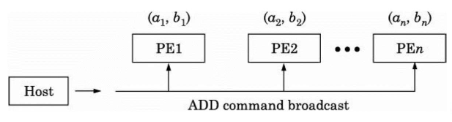 (a₁, b₁) (a₂, b₂) (aₙ, bₙ)
PE1 PE2 ••• PEn
Host
ADD command broadcast